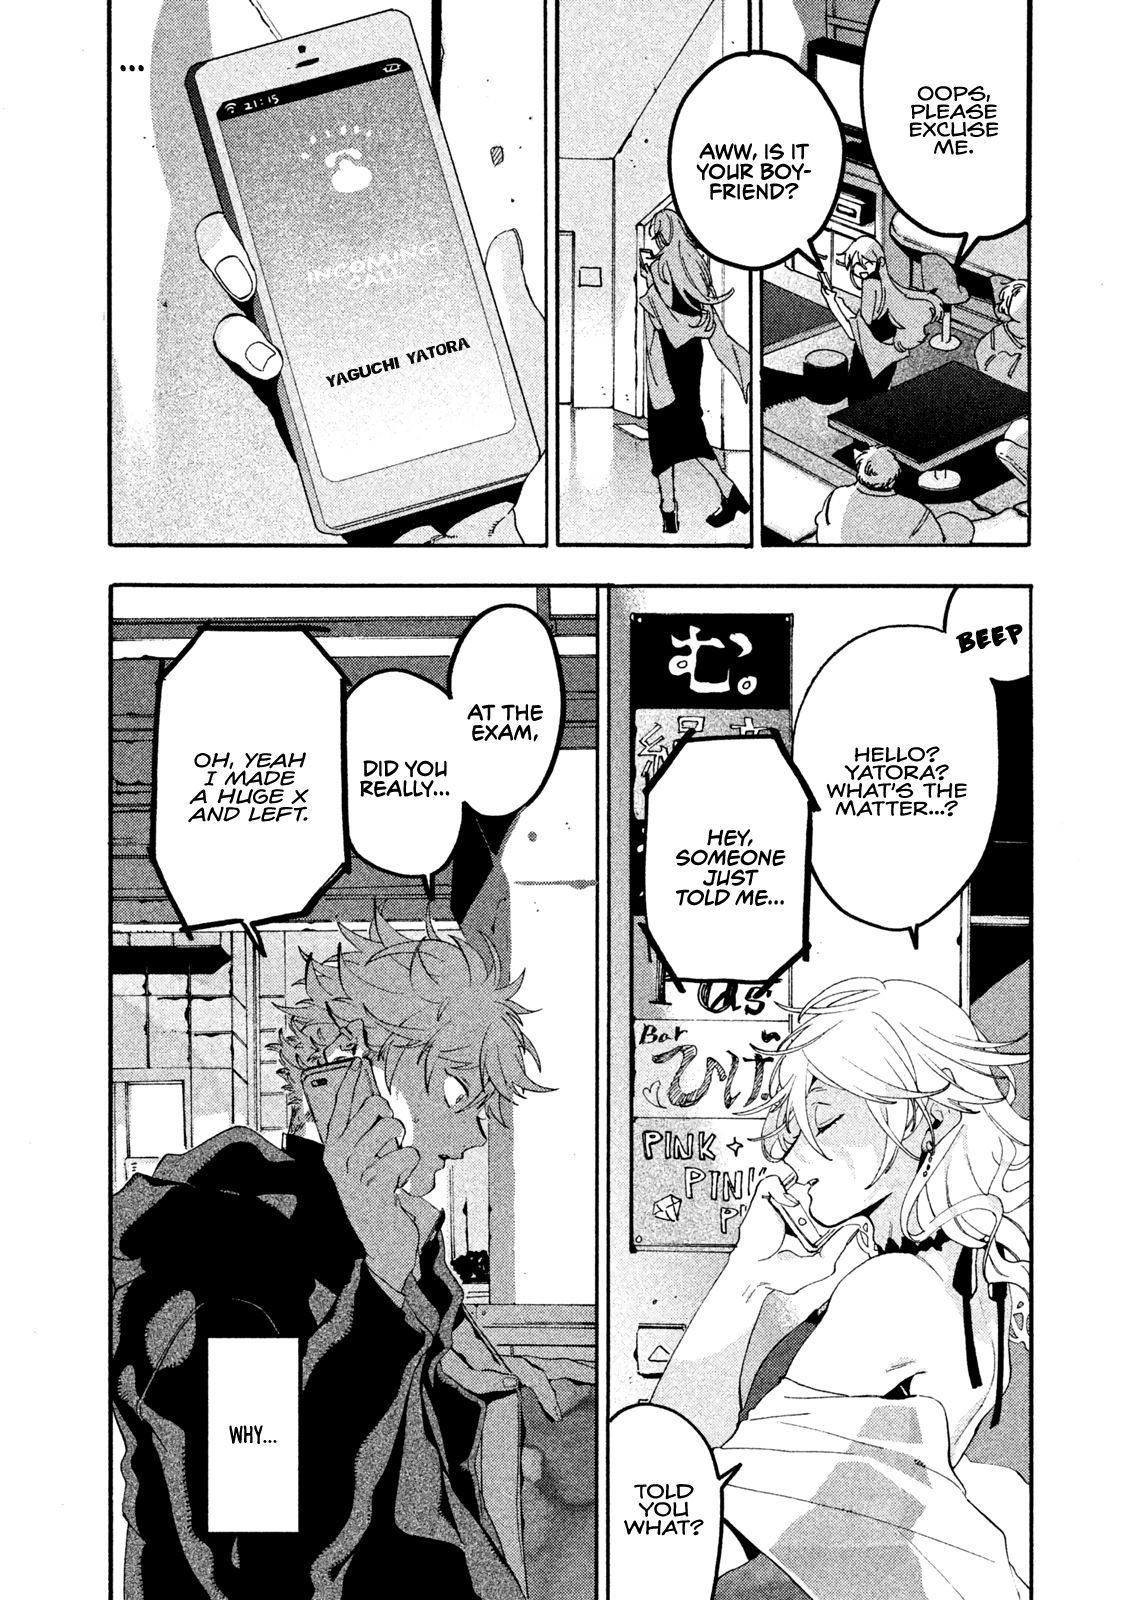 OOPS,
PLEASE
EXCUSE
ME.
AWW, IS IT
YOUR BOY-
FRIEND?
...
21:15
INCOMING
CALL
YAGUCHI YATORA
BEEP
HELLO?
YATORA?
WHAT'S THE
MATTER...?
HEY,
SOMEONE
JUST
TOLD ME...
む。
Bar
PINK
PINK
TOLD
YOU
WHAT?
AT THE
EXAM,
DID YOU
REALLY...
OH, YEAH
I MADE
A HUGE X
AND LEFT.
WHY...